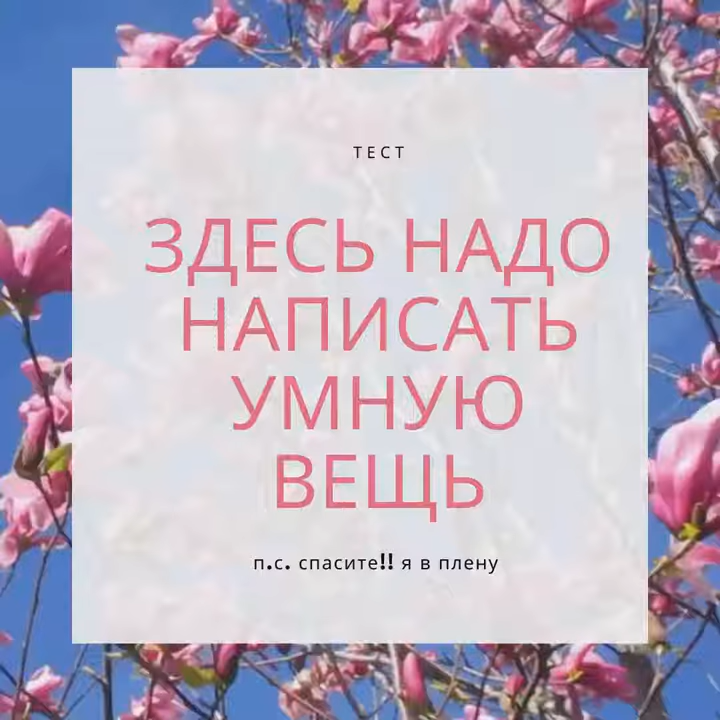 ТЕСТ
ЗДЕСЬ НАДО
НАПИСАТЬ
УМНУЮ
ВЕЩЬ
п.с. спасите!! я в плену